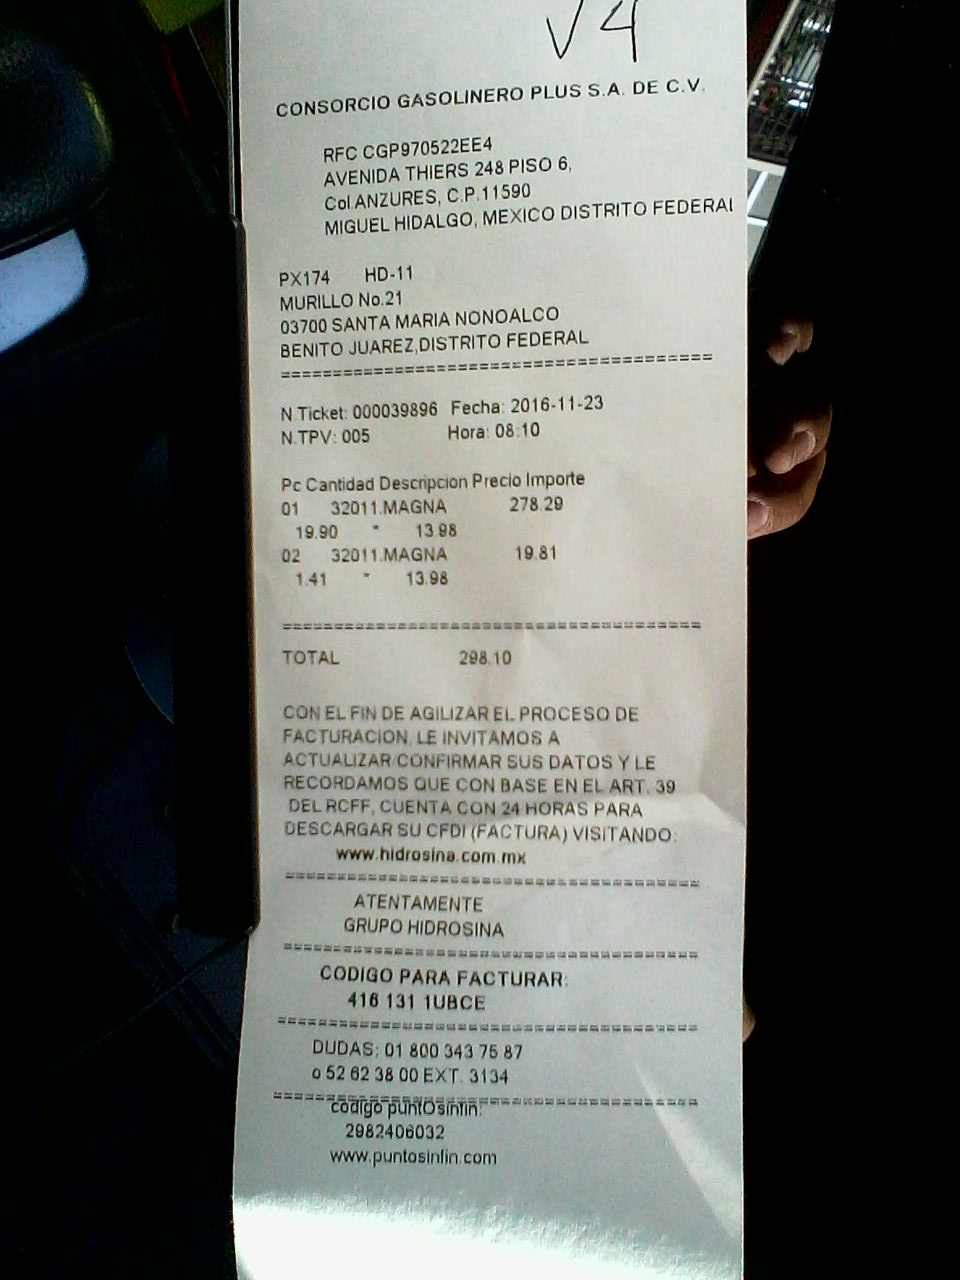 V4
CONSORCIO GASOLINERO PLUS S.A. DE C.V.
RFC CGP970522EE4
AVENIDA THIERS 248 PISO 6,
Col.ANZURES, C.P.11590
MIGUEL HIDALGO, MEXICO DISTRITO FEDERAL
PX174 HD-11
MURILLO No.21
03700 SANTA MARIA NONOALCO
BENITO JUAREZ,DISTRITO FEDERAL
==========================================
N Ticket: 000039896 Fecha: 2016-11-23
N.TPV: 005 Hora: 08:10
Pc Cantidad Descripcion Precio Importe
01 32011.MAGNA 278.29
19.90 * 13.98
02 32011.MAGNA 19.81
1.41 * 13.98
==========================================
TOTAL 298.10
CON EL FIN DE AGILIZAR EL PROCESO DE
FACTURACION, LE INVITAMOS A
ACTUALIZAR/CONFIRMAR SUS DATOS Y LE
RECORDAMOS QUE CON BASE EN EL ART. 39
DEL RCFF, CUENTA CON 24 HORAS PARA
DESCARGAR SU CFDI (FACTURA) VISITANDO:
www.hidrosina.com.mx
==========================================
ATENTAMENTE
GRUPO HIDROSINA
==========================================
CODIGO PARA FACTURAR:
416 131 1UBCE
==========================================
DUDAS: 01 800 343 75 87
o 52 62 38 00 EXT. 3134
==========================================
codigo puntOsinfin:
2982406032
www.puntosinfin.com